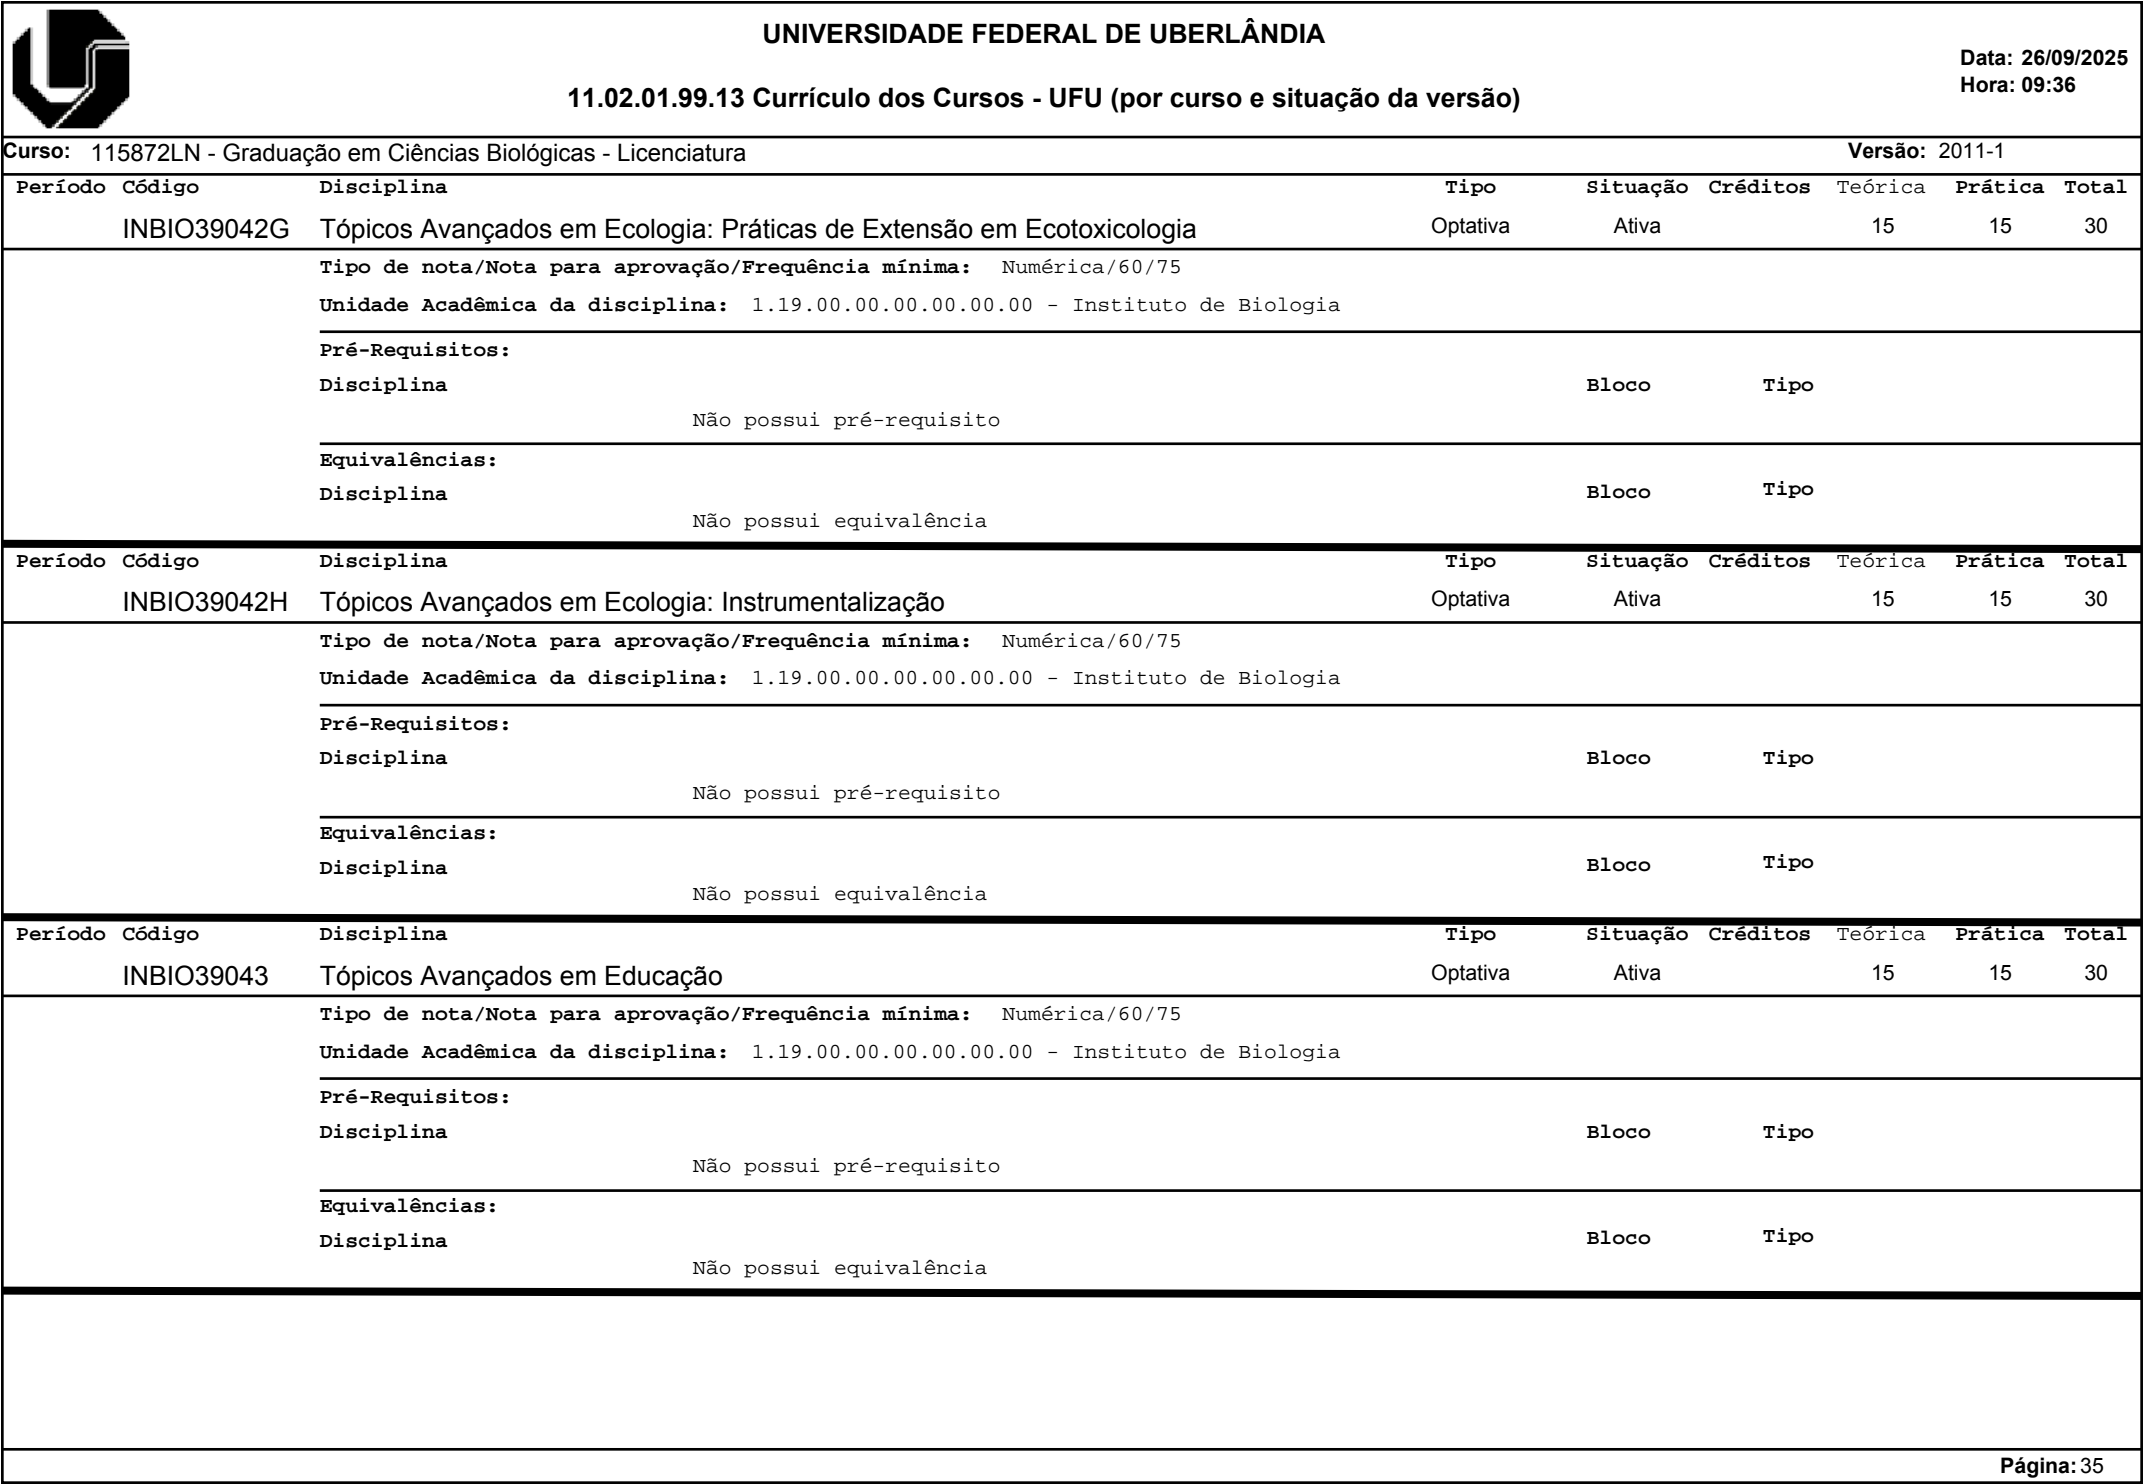 UNIVERSIDADE FEDERAL DE UBERLÂNDIA
Data: 26/09/2025
Hora: 09:36
11.02.01.99.13 Currículo dos Cursos - UFU (por curso e situação da versão)
Curso: 115872LN - Graduação em Ciências Biológicas - Licenciatura Versão: 2011-1
Período Código Disciplina Tipo Situação Créditos Teórica Prática Total
INBIO39042G Tópicos Avançados em Ecologia: Práticas de Extensão em Ecotoxicologia Optativa Ativa 15 15 30
Tipo de nota/Nota para aprovação/Frequência mínima: Numérica/60/75
Unidade Acadêmica da disciplina: 1.19.00.00.00.00.00.00 - Instituto de Biologia
Pré-Requisitos:
Disciplina Bloco Tipo
Não possui pré-requisito
Equivalências:
Disciplina Bloco Tipo
Não possui equivalência
Período Código Disciplina Tipo Situação Créditos Teórica Prática Total
INBIO39042H Tópicos Avançados em Ecologia: Instrumentalização Optativa Ativa 15 15 30
Tipo de nota/Nota para aprovação/Frequência mínima: Numérica/60/75
Unidade Acadêmica da disciplina: 1.19.00.00.00.00.00.00 - Instituto de Biologia
Pré-Requisitos:
Disciplina Bloco Tipo
Não possui pré-requisito
Equivalências:
Disciplina Bloco Tipo
Não possui equivalência
Período Código Disciplina Tipo Situação Créditos Teórica Prática Total
INBIO39043 Tópicos Avançados em Educação Optativa Ativa 15 15 30
Tipo de nota/Nota para aprovação/Frequência mínima: Numérica/60/75
Unidade Acadêmica da disciplina: 1.19.00.00.00.00.00.00 - Instituto de Biologia
Pré-Requisitos:
Disciplina Bloco Tipo
Não possui pré-requisito
Equivalências:
Disciplina Bloco Tipo
Não possui equivalência
Página: 35